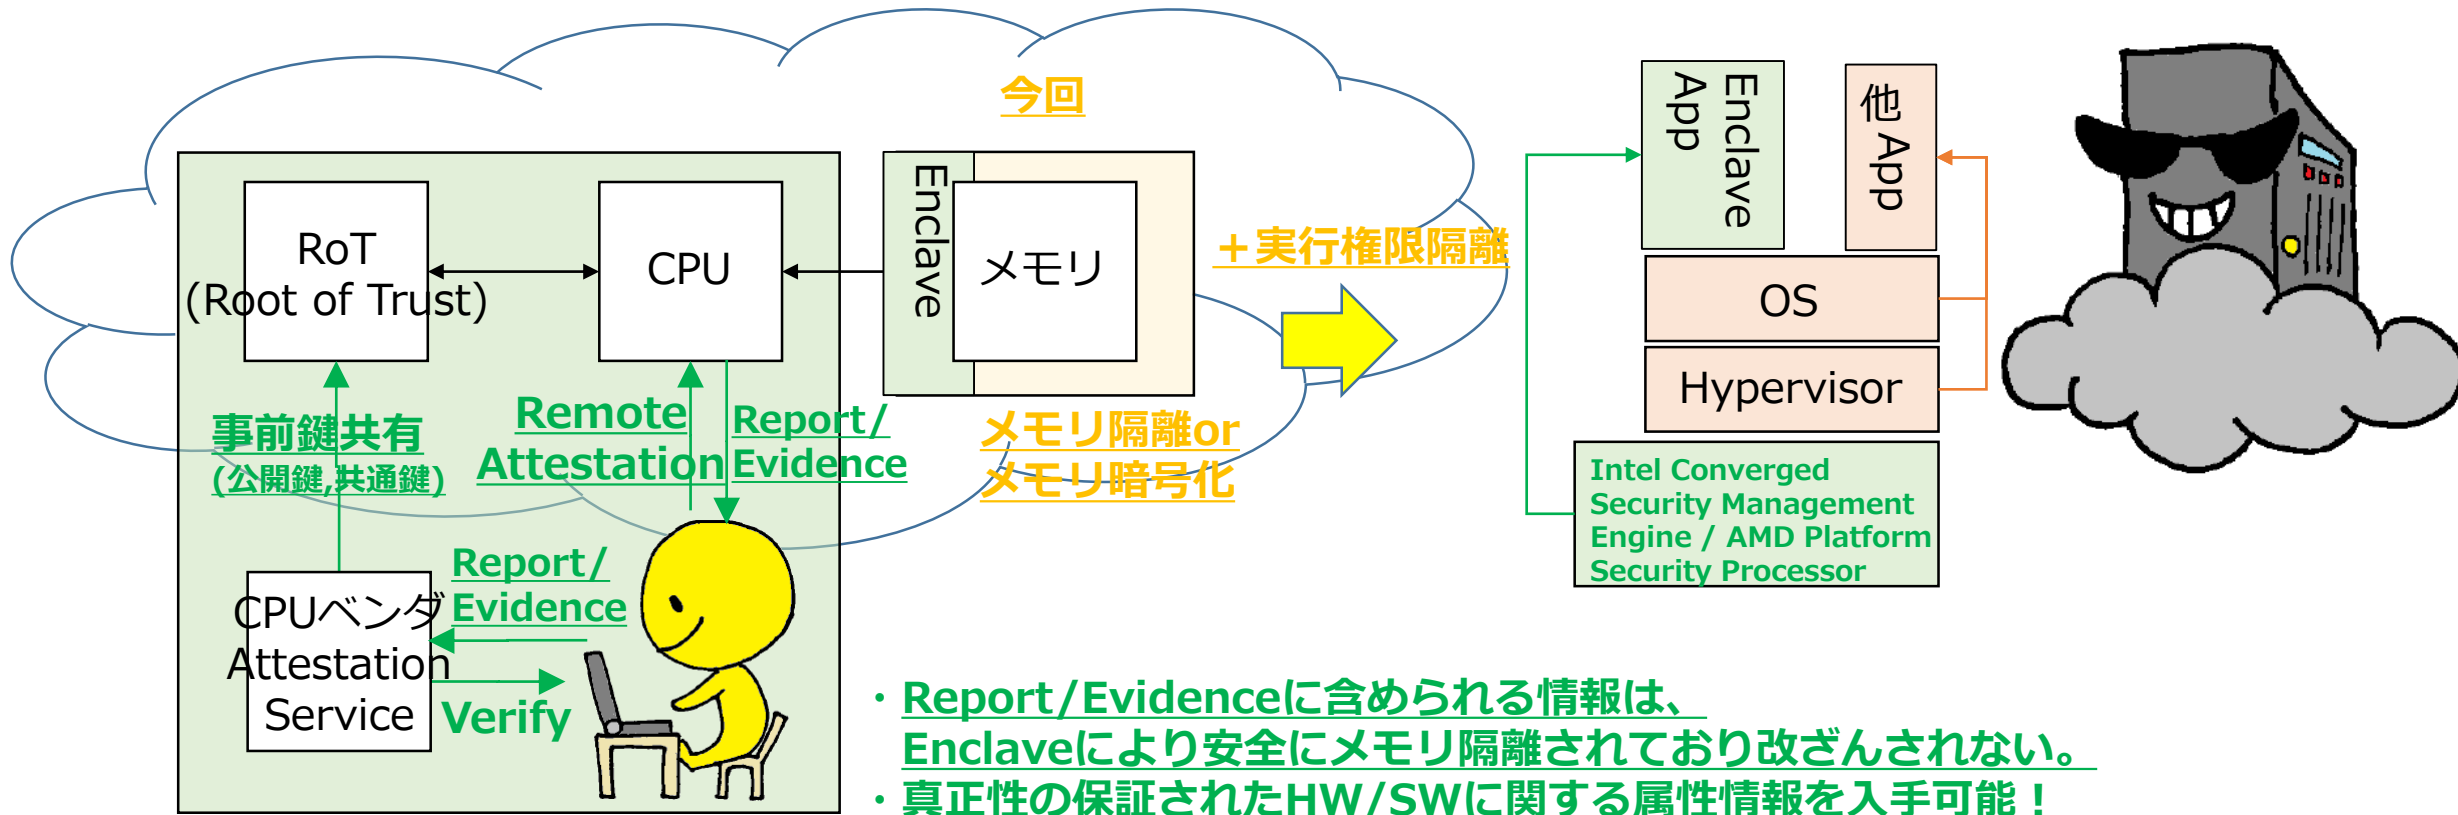 今回
RoT
(Root of Trust)
CPU
Enclave
メモリ
+実行権限隔離
Enclave
App
他 App
OS
Hypervisor
Intel Converged
Security Management
Engine / AMD Platform
Security Processor
事前鍵共有
(公開鍵,共通鍵)
Remote
Attestation
Report/
Evidence
メモリ隔離or
メモリ暗号化
Report/
Evidence
CPUベンダ
Attestation
Service
Verify
・Report/Evidenceに含められる情報は、
Enclaveにより安全にメモリ隔離されており改ざんされない。
・真正性の保証されたHW/SWに関する属性情報を入手可能！